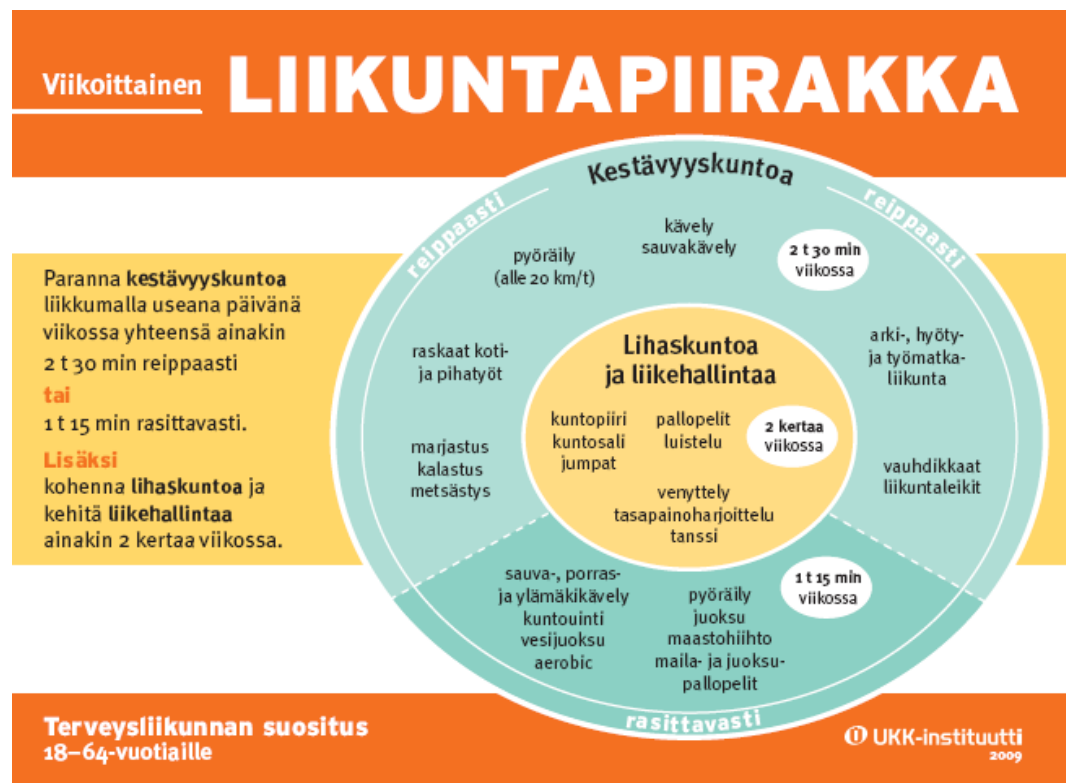 Viikoittainen LIIKUNTAPIIRAKKA
Paranna kestävyyskuntoa
liikkumalla useana päivänä
viikossa yhteensä ainakin
2 t 30 min reippaasti
tai
1 t 15 min rasittavasti.
Lisäksi
kohenna lihaskuntoa ja
kehitä liikehallintaa
ainakin 2 kertaa viikossa.
Kestävyyskuntoa
reippaasti
reippaasti
kävely
sauvakävely
2 t 30 min
viikossa
pyöräily
(alle 20 km/t)
raskaat koti-
ja pihatyöt
marjastus
kalastus
metsästys
arki-, hyöty-
ja työmatka-
liikunta
vauhdikkaat
liikuntaleikit
Lihaskuntoa
ja liikehallintaa
kuntopiiri
kuntosali
jumpat
pallopelit
luistelu
2 kertaa
viikossa
venyttely
tasapainoharjoittelu
tanssi
sauva-, porras-
ja ylämäkikävely
kuntouinti
vesijuoksu
aerobic
pyöräily
juoksu
maastohiihto
maila- ja juoksu-
pallopelit
1 t 15 min
viikossa
rasittavasti
Terveysliikunnan suositus
18–64-vuotiaille
UKK-instituutti
2009